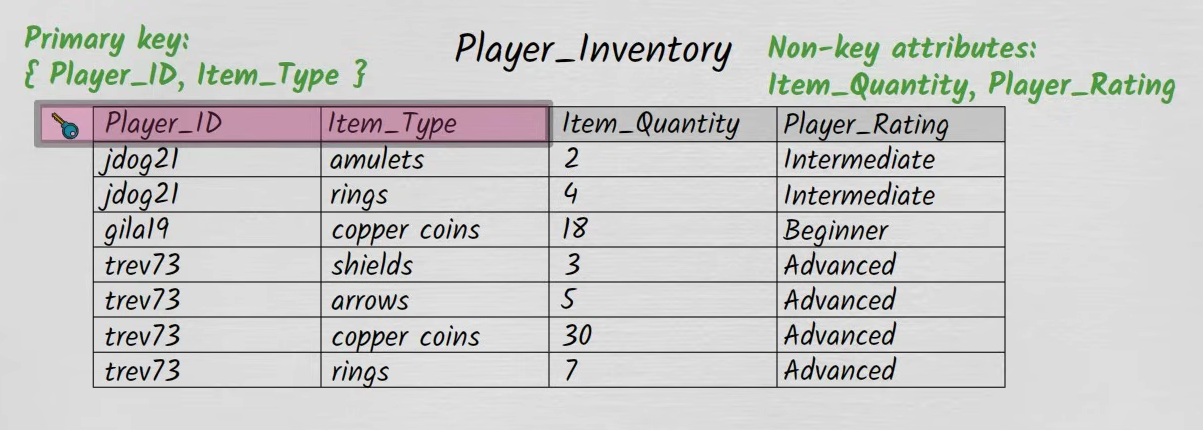 Primary key:
{ Player_ID, Item_Type }
Player_Inventory
Non-key attributes:
Item_Quantity, Player_Rating
Player_ID Item_Type Item_Quantity Player_Rating
jdog21 amulets 2 Intermediate
jdog21 rings 4 Intermediate
gila19 copper coins 18 Beginner
trev73 shields 3 Advanced
trev73 arrows 5 Advanced
trev73 copper coins 30 Advanced
trev73 rings 7 Advanced